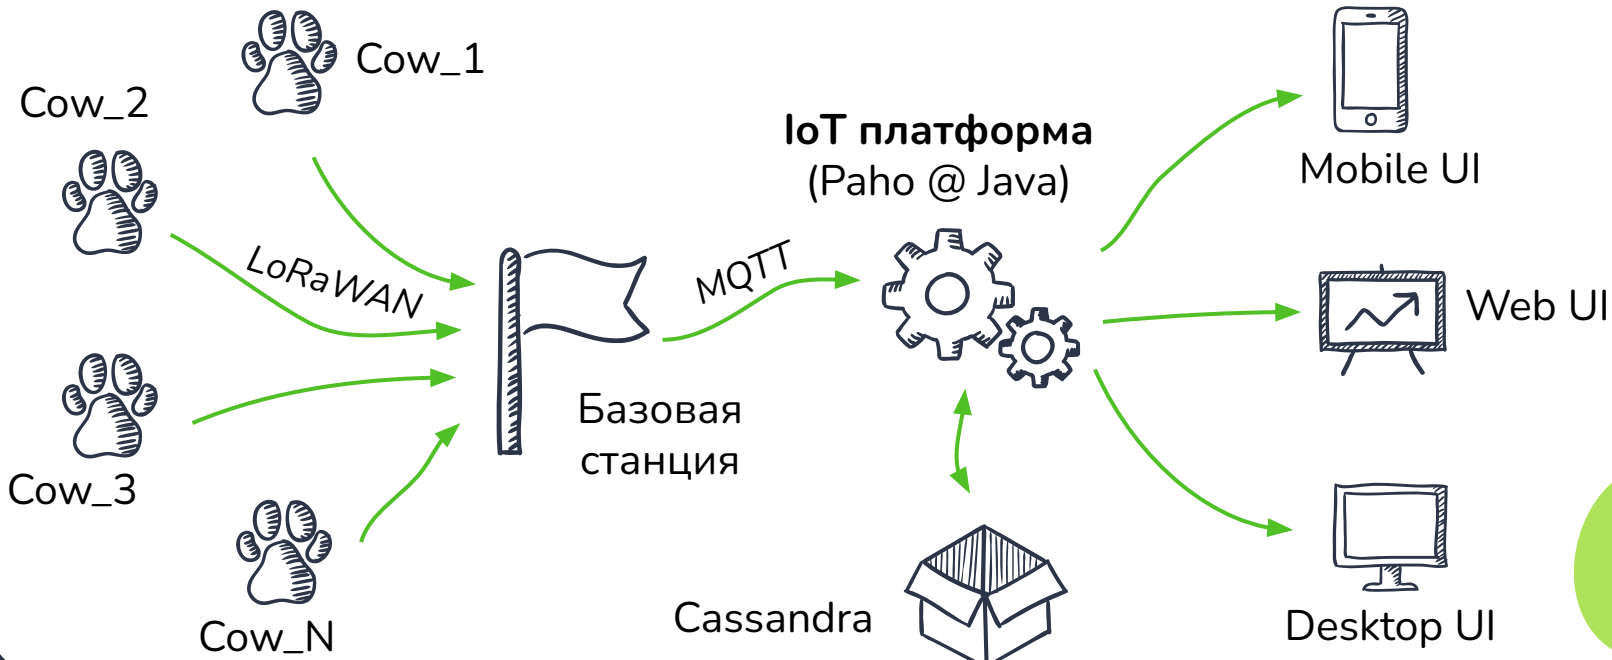 Cow_1
Cow_2
LoRaWAN
Cow_3
Cow_N
Базовая
станция
MQTT
IoT платформа
(Paho @ Java)
Cassandra
Mobile UI
Web UI
Desktop UI